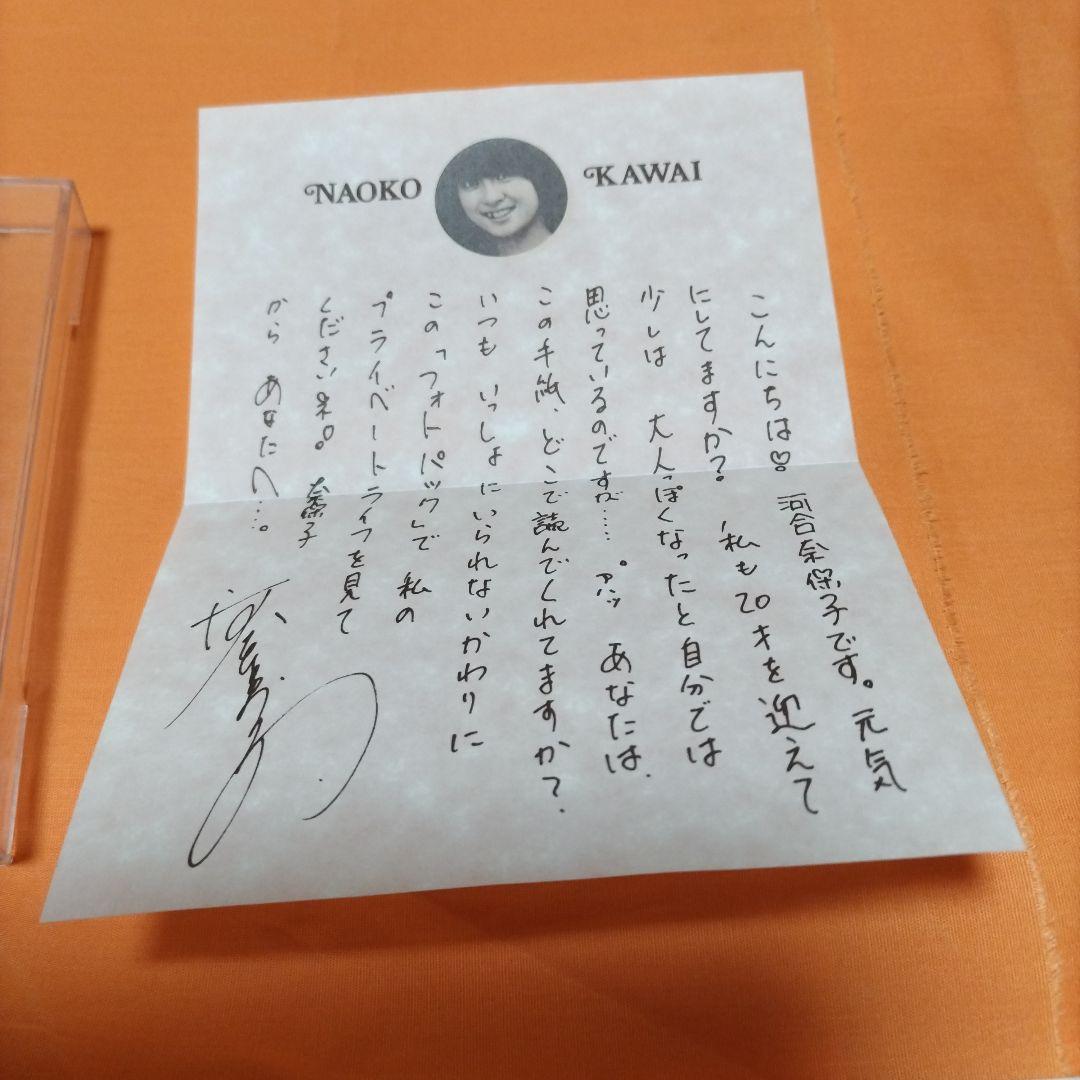 NAOKO KAWAI
こんにちは♡ 河合奈保子です。元気
にしてますか? 私も20才を迎えて
少しは 大人っぽくなったと自分では
思っているのですが…… アッ あなたは、
この手紙、どこで読んでくれてますか?
いつも いっしょにいられないかわりに
この「フォトパック」で 私の
プライベートライフを見て
くださいネ! 奈保子
から あなたへ…。